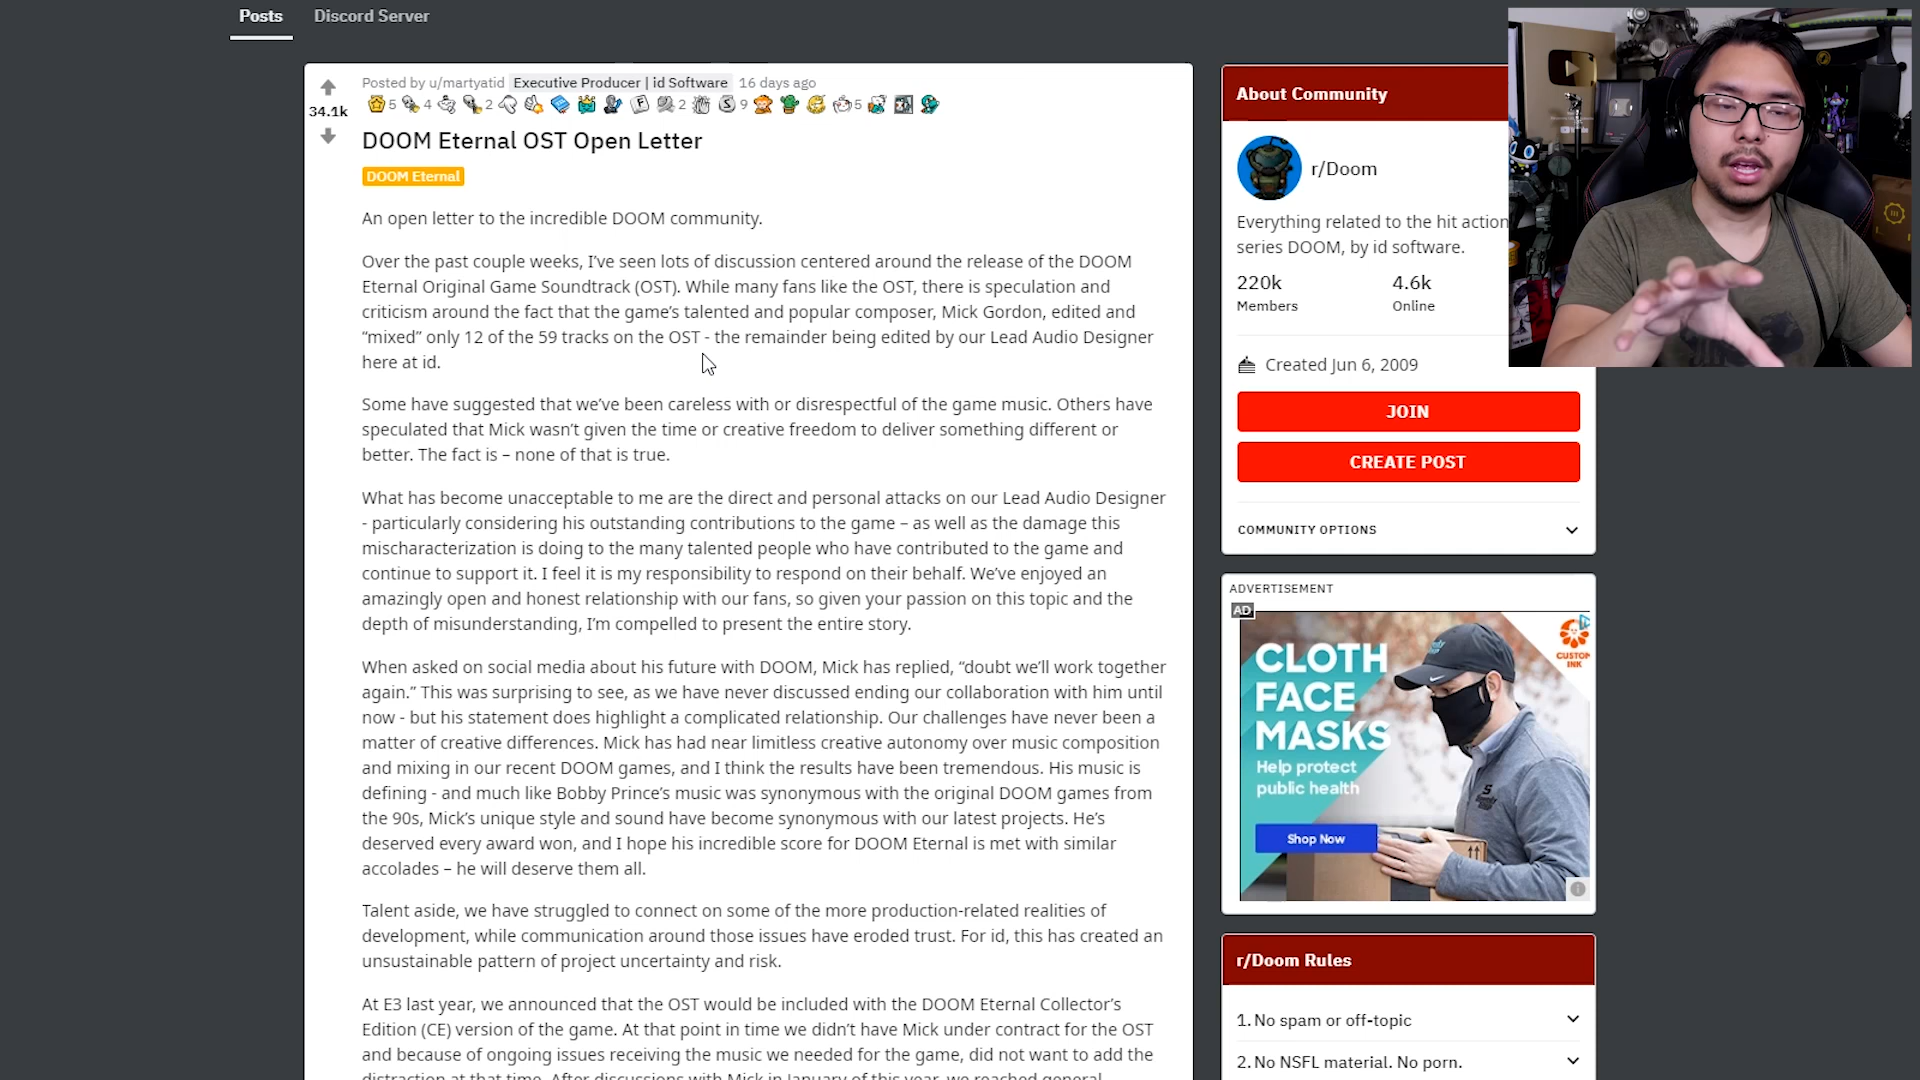 Posts
Discord Server
34.1k
Posted by u/martyatid Executive Producer | id Software 16 days ago
5 4 2 2 9 5
DOOM Eternal OST Open Letter
DOOM Eternal
An open letter to the incredible DOOM community.
Over the past couple weeks, I've seen lots of discussion centered around the release of the DOOM
Eternal Original Game Soundtrack (OST). While many fans like the OST, there is speculation and
criticism around the fact that the game's talented and popular composer, Mick Gordon, edited and
“mixed” only 12 of the 59 tracks on the OST - the remainder being edited by our Lead Audio Designer
here at id.
Some have suggested that we've been careless with or disrespectful of the game music. Others have
speculated that Mick wasn't given the time or creative freedom to deliver something different or
better. The fact is – none of that is true.
What has become unacceptable to me are the direct and personal attacks on our Lead Audio Designer
- particularly considering his outstanding contributions to the game – as well as the damage this
mischaracterization is doing to the many talented people who have contributed to the game and
continue to support it. I feel it is my responsibility to respond on their behalf. We've enjoyed an
amazingly open and honest relationship with our fans, so given your passion on this topic and the
depth of misunderstanding, I'm compelled to present the entire story.
When asked on social media about his future with DOOM, Mick has replied, “doubt we'll work together
again.” This was surprising to see, as we have never discussed ending our collaboration with him until
now - but his statement does highlight a complicated relationship. Our challenges have never been a
matter of creative differences. Mick has had near limitless creative autonomy over music composition
and mixing in our recent DOOM games, and I think the results have been tremendous. His music is
defining - and much like Bobby Prince's music was synonymous with the original DOOM games from
the 90s, Mick's unique style and sound have become synonymous with our latest projects. He's
deserved every award won, and I hope his incredible score for DOOM Eternal is met with similar
accolades – he will deserve them all.
Talent aside, we have struggled to connect on some of the more production-related realities of
development, while communication around those issues have eroded trust. For id, this has created an
unsustainable pattern of project uncertainty and risk.
At E3 last year, we announced that the OST would be included with the DOOM Eternal Collector's
Edition (CE) version of the game. At that point in time we didn't have Mick under contract for the OST
and because of ongoing issues receiving the music we needed for the game, did not want to add the
distraction at that time. After discussions with Mick in January of this year, we reached general
About Community
r/Doom
Everything related to the hit action
series DOOM, by id software.
220k
Members
4.6k
Online
Created Jun 6, 2009
JOIN
CREATE POST
COMMUNITY OPTIONS
ADVERTISEMENT
AD
CLOTH
FACE
MASKS
Help protect
public health
Shop Now
CUSTOM
INK
r/Doom Rules
1. No spam or off-topic
2. No NSFL material. No porn.